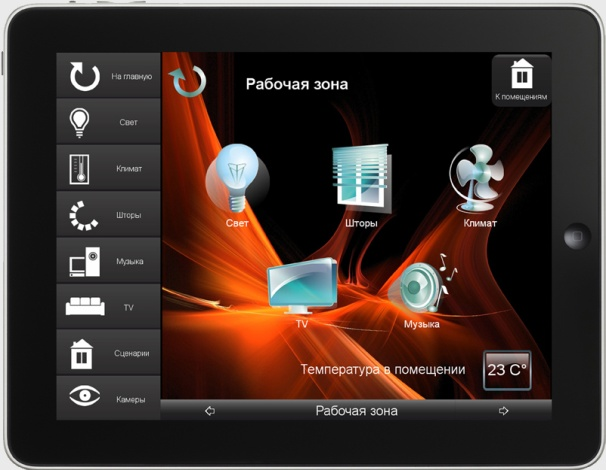 На главную
Свет
Климат
Шторы
Музыка
TV
Сценарии
Камеры
Рабочая зона
К помещениям
Свет
Шторы
Климат
TV
Музыка
Температура в помещении
23 C°
Рабочая зона